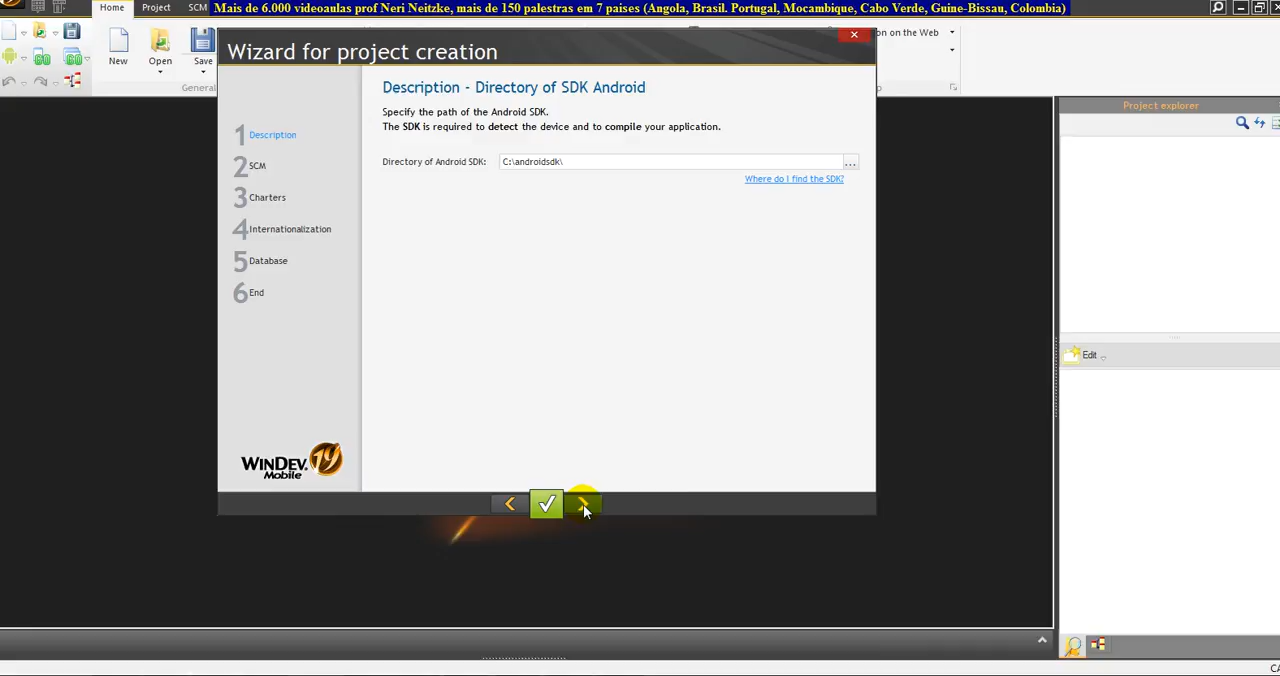 Home Project SCM
Mais de 6.000 videoaulas prof Neri Neitzke, mais de 150 palestras em 7 paises (Angola, Brasil. Portugal, Mocambique, Cabo Verde, Guine-Bissau, Colombia)
on on the Web
New Open Save
General
Wizard for project creation
Project explorer
Edit
1 Description
2 SCM
3 Charters
4 Internationalization
5 Database
6 End
WINDEV. 19
Mobile
Description - Directory of SDK Android
Specify the path of the Android SDK.
The SDK is required to detect the device and to compile your application.
Directory of Android SDK: C:\androidsdk\ ...
Where do I find the SDK?